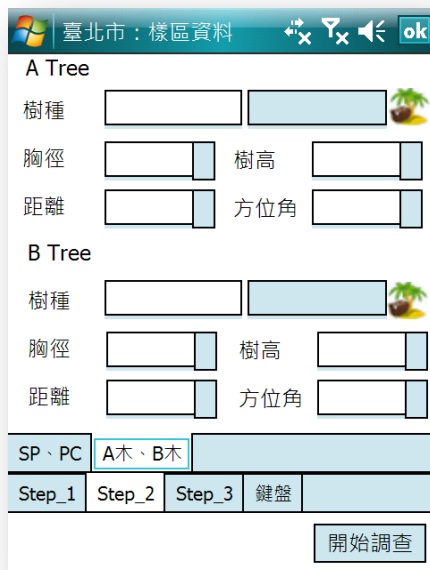 臺北市：樣區資料 ok
A Tree
樹種
胸徑 樹高
距離 方位角
B Tree
樹種
胸徑 樹高
距離 方位角
SP、PC A木、B木
Step_1 Step_2 Step_3 鍵盤
開始調查